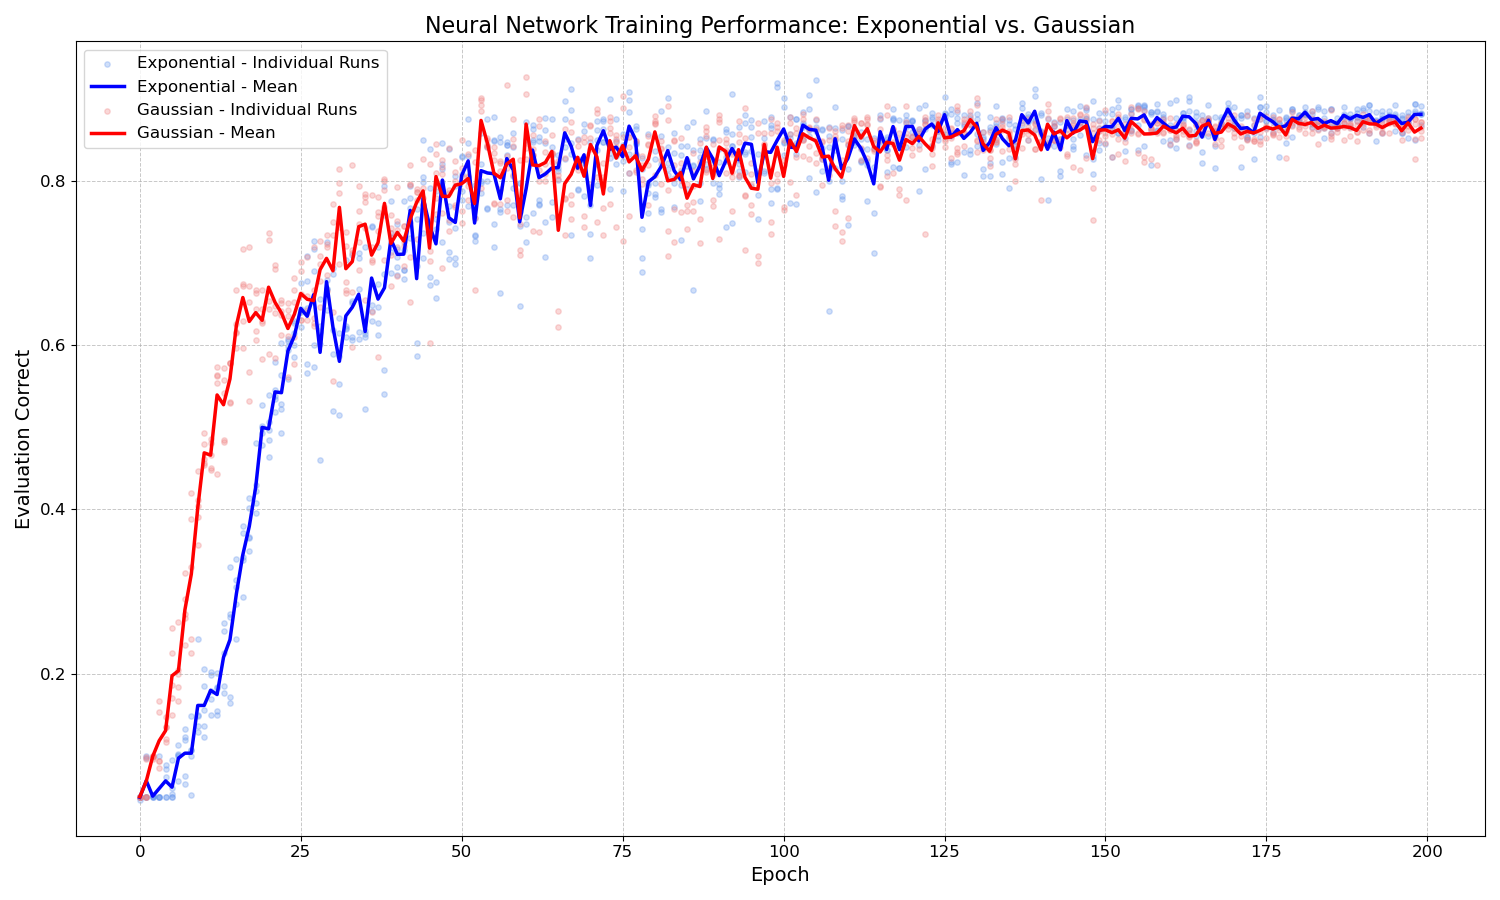 Neural Network Training Performance: Exponential vs. Gaussian
Exponential - Individual Runs
Exponential - Mean
Gaussian - Individual Runs
Gaussian - Mean
Evaluation Correct
0.8
0.6
0.4
0.2
0 25 50 75 100 125 150 175 200
Epoch